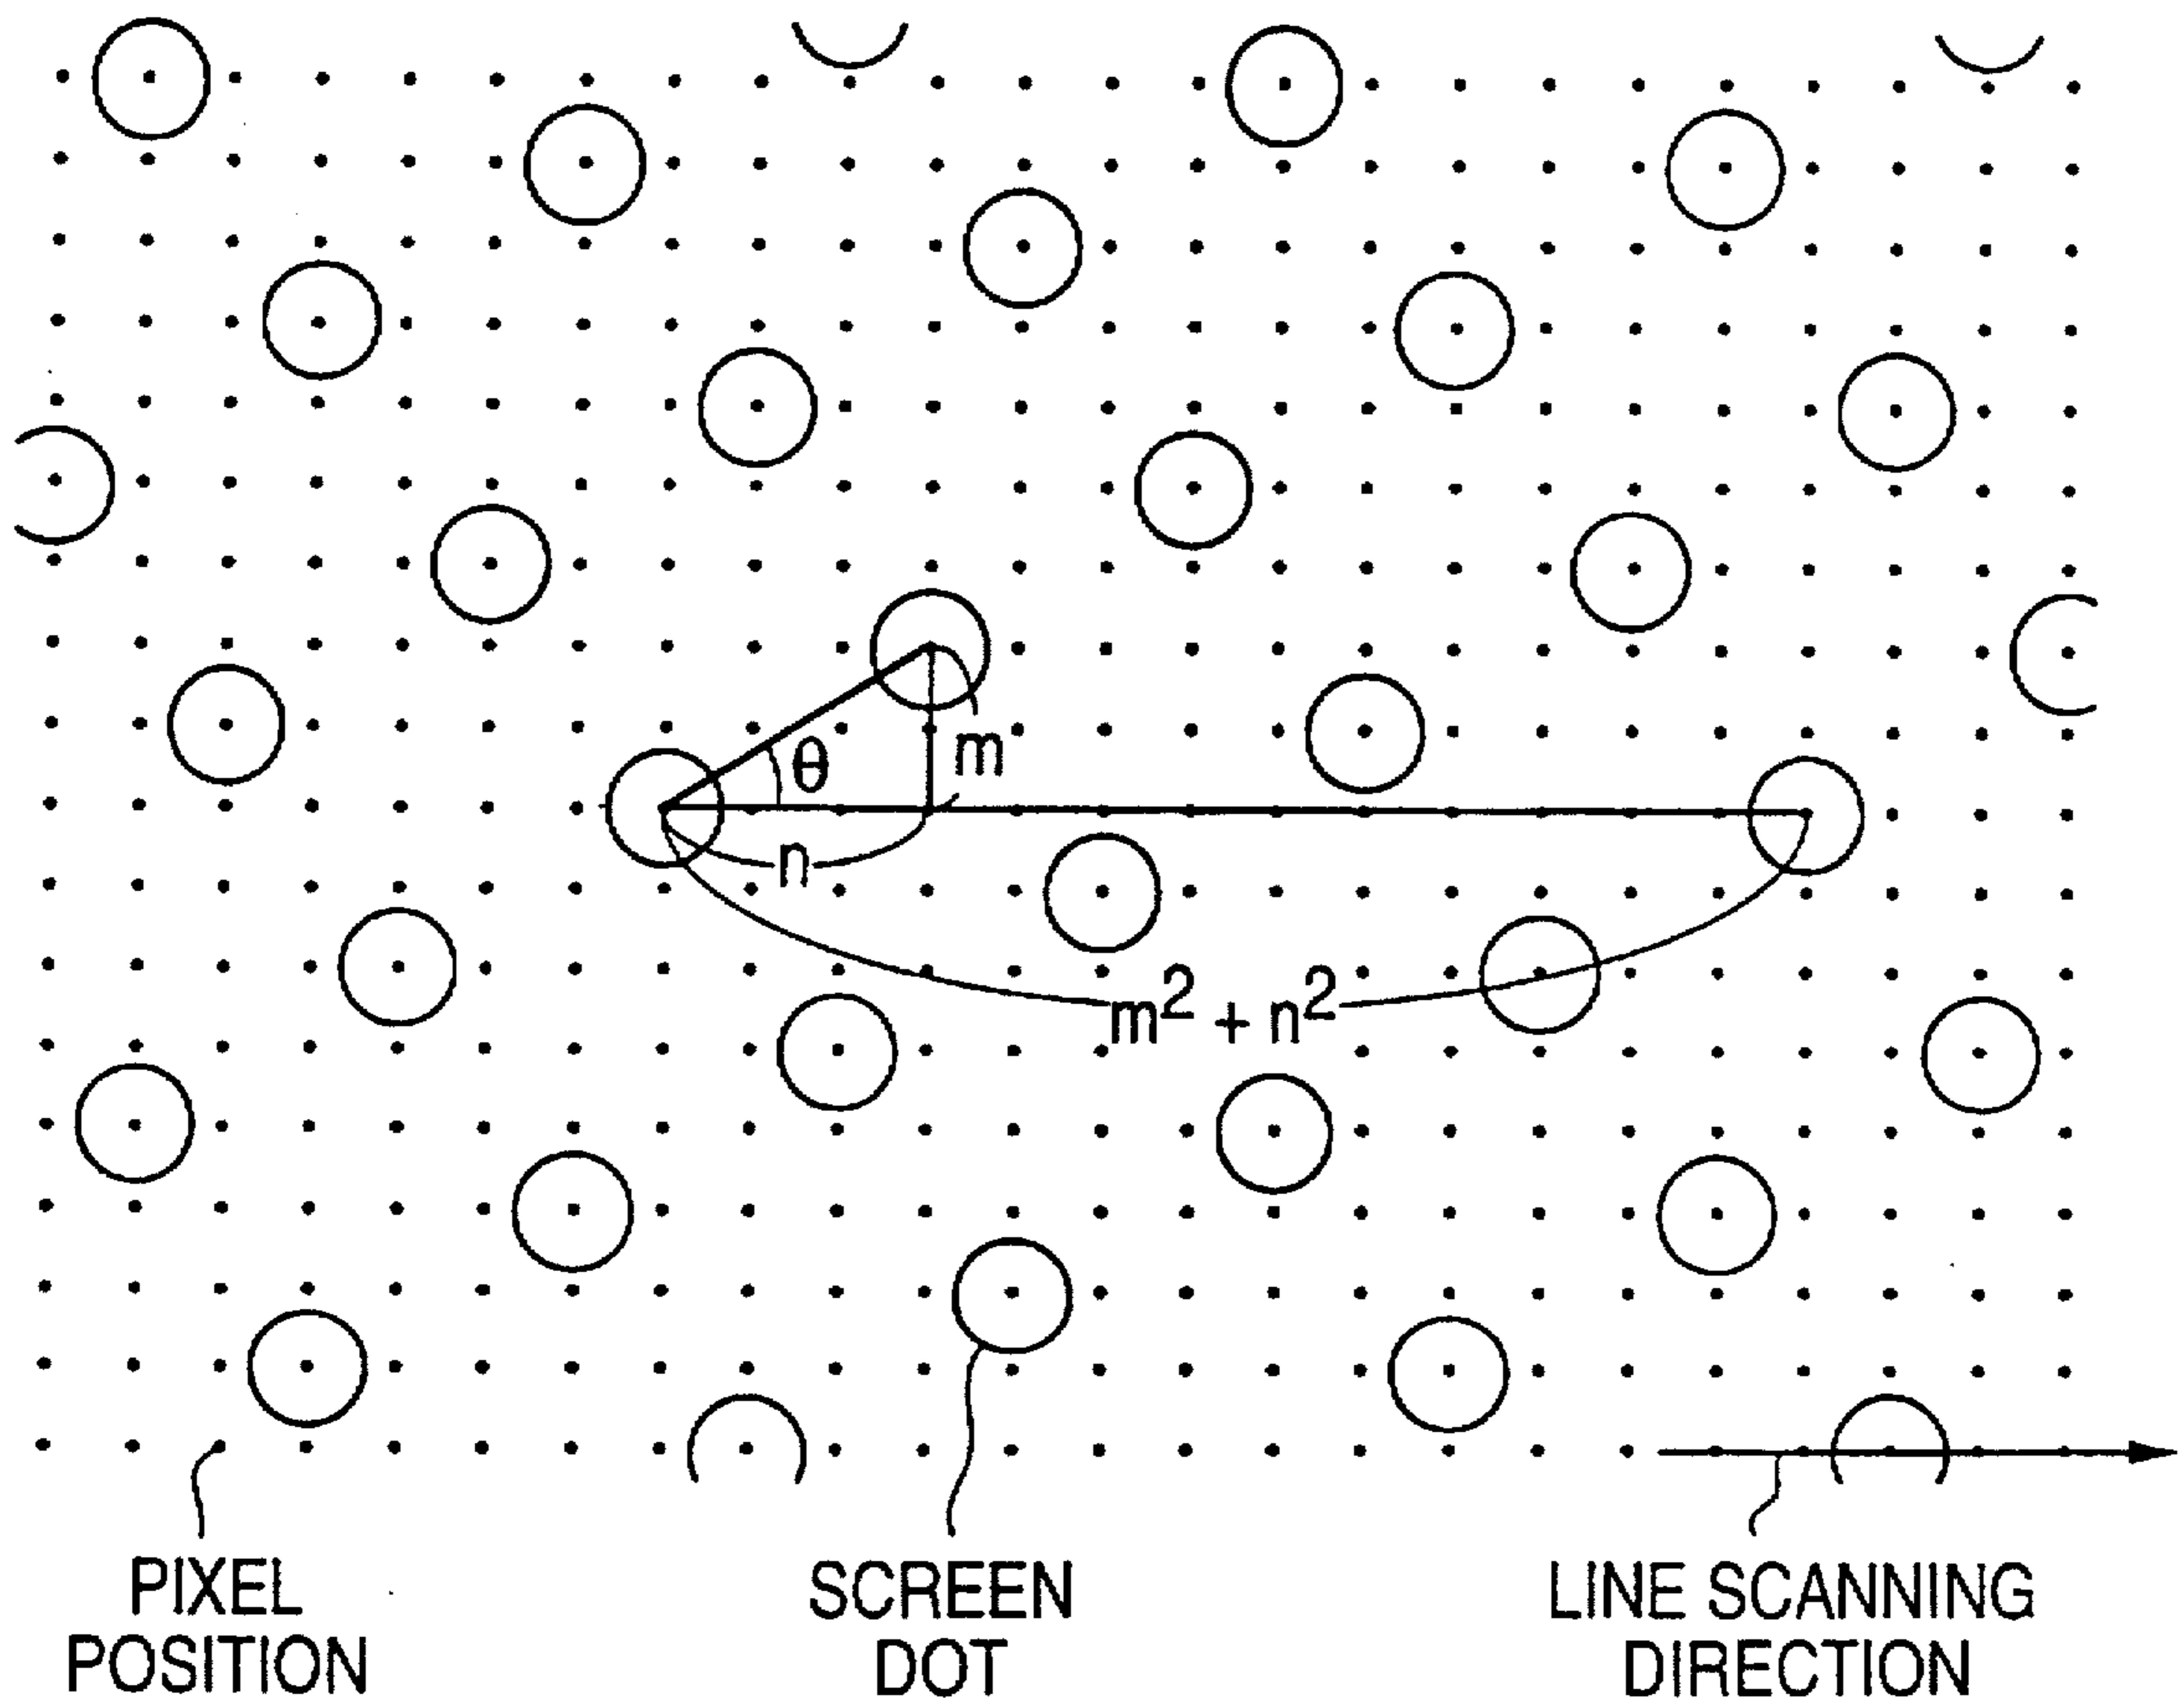 m
θ
n
m² + n²
PIXEL
POSITION
SCREEN
DOT
LINE SCANNING
DIRECTION